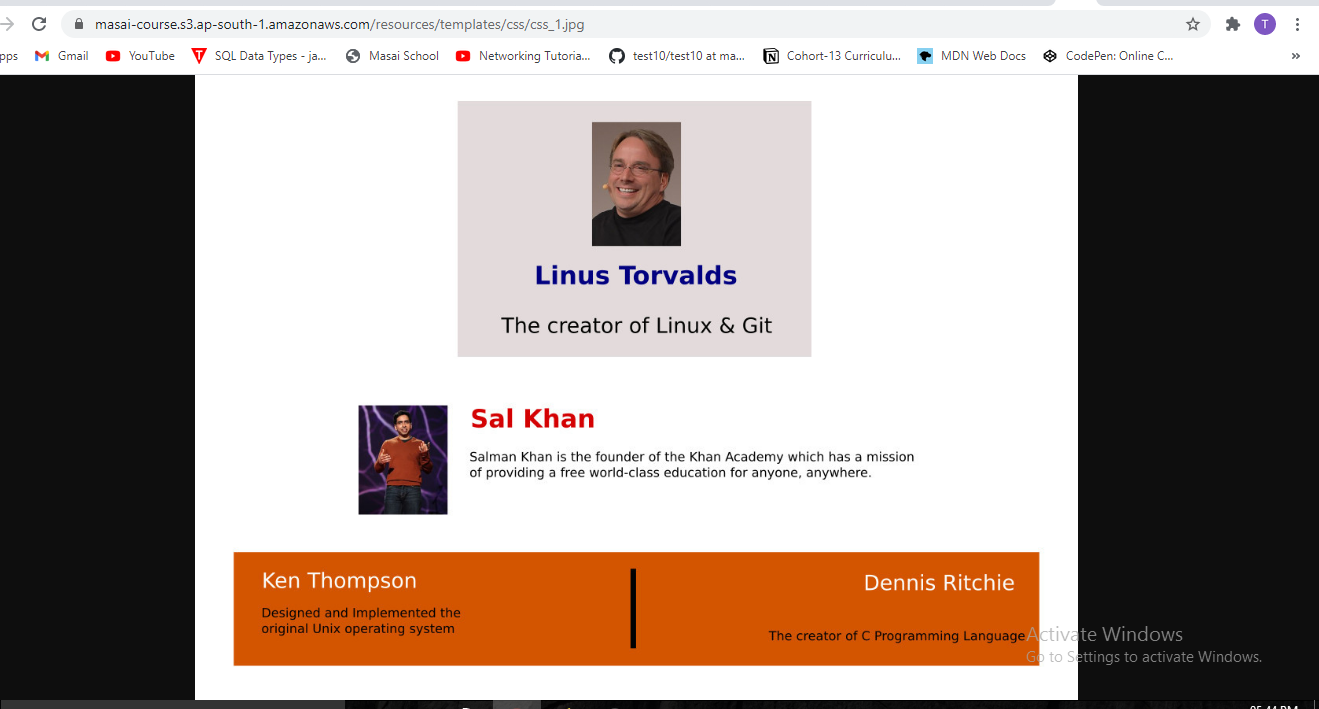 masai-course.s3.ap-south-1.amazonaws.com/resources/templates/css/css_1.jpg
T
pps Gmail YouTube SQL Data Types - ja... Masai School Networking Tutoria... test10/test10 at ma... Cohort-13 Curriculu... MDN Web Docs CodePen: Online C... »
Linus Torvalds
The creator of Linux & Git
Sal Khan
Salman Khan is the founder of the Khan Academy which has a mission
of providing a free world-class education for anyone, anywhere.
Ken Thompson
Designed and Implemented the
original Unix operating system
Dennis Ritchie
The creator of C Programming Language
Activate Windows
Go to Settings to activate Windows.